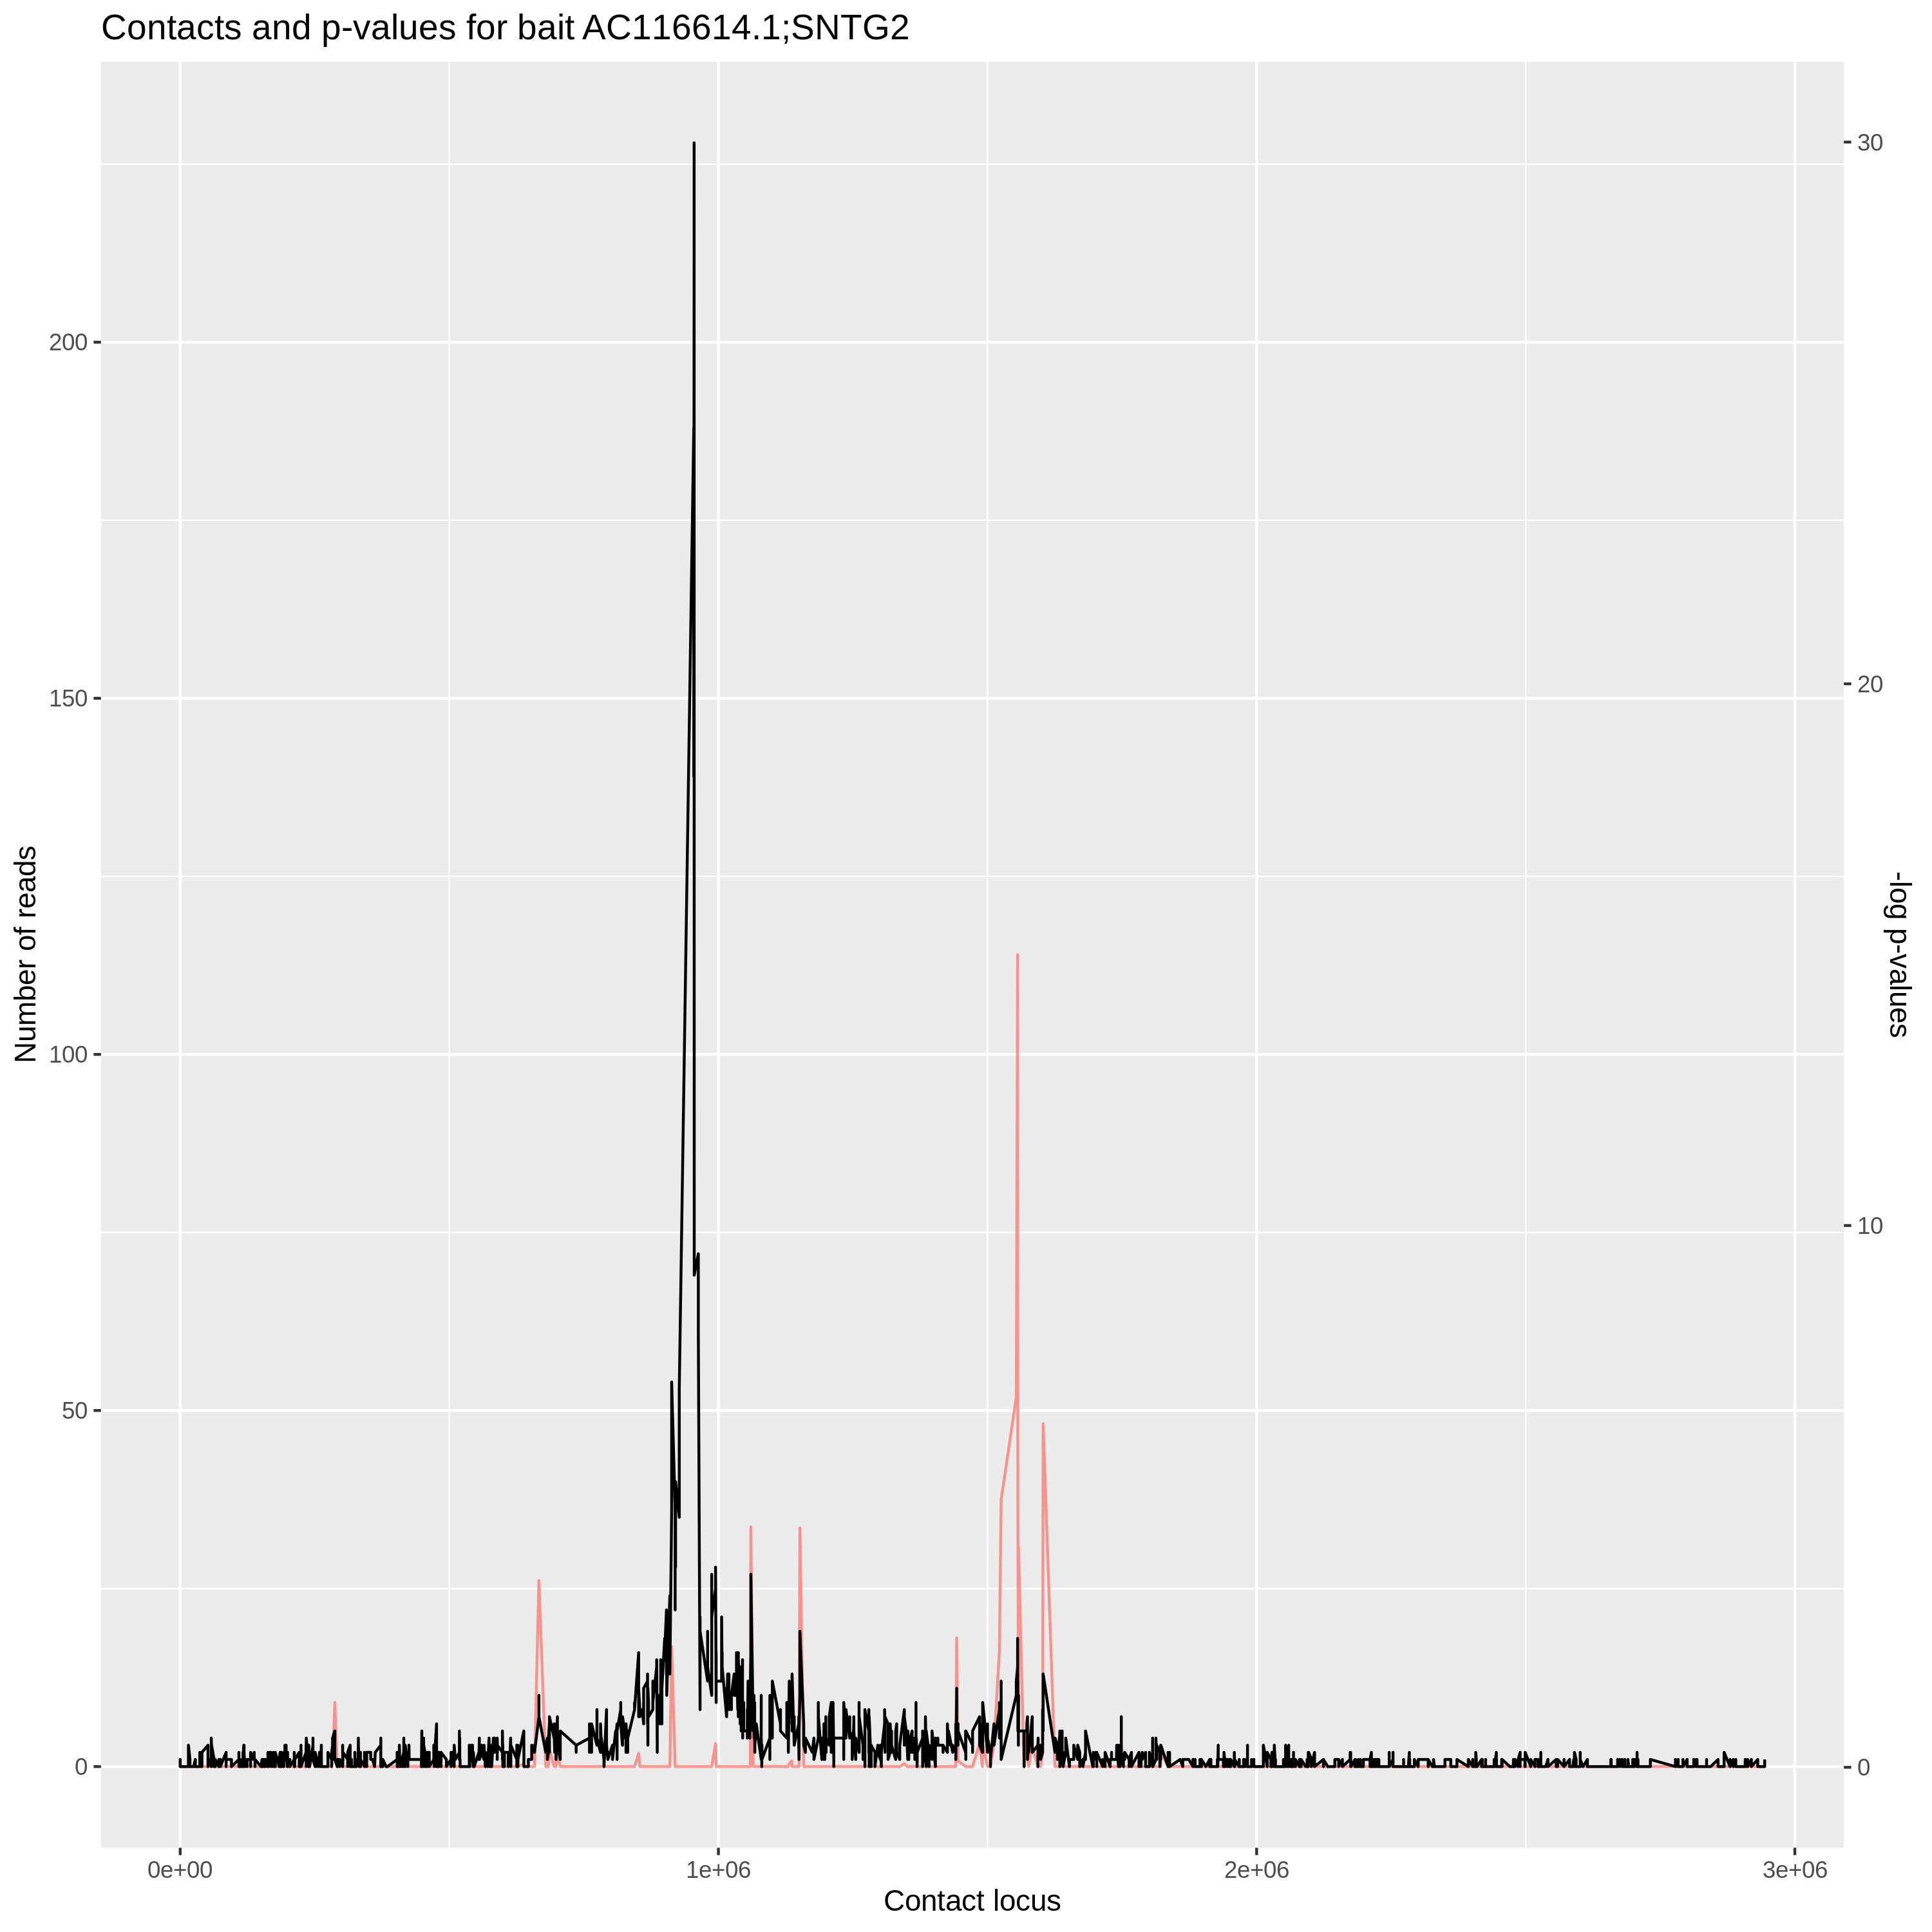 Contacts and p-values for bait AC116614.1;SNTG2
Number of reads
200
150
100
50
0
30
20
10
0
-log p-values
0e+00
1e+06
2e+06
3e+06
Contact locus